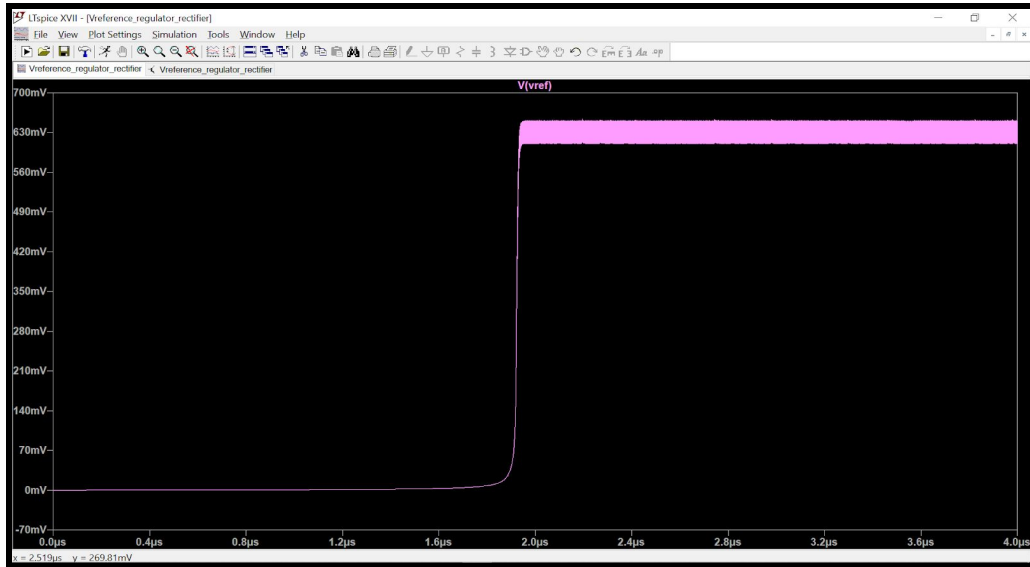 LTspice XVII - [Vreference_regulator_rectifier]
File View Plot Settings Simulation Tools Window Help
Vreference_regulator_rectifier Vreference_regulator_rectifier
V(vref)
700mV
630mV
560mV
490mV
420mV
350mV
280mV
210mV
140mV
70mV
0mV
-70mV
0.0µs 0.4µs 0.8µs 1.2µs 1.6µs 2.0µs 2.4µs 2.8µs 3.2µs 3.6µs 4.0µs
x = 2.519µs y = 269.81mV